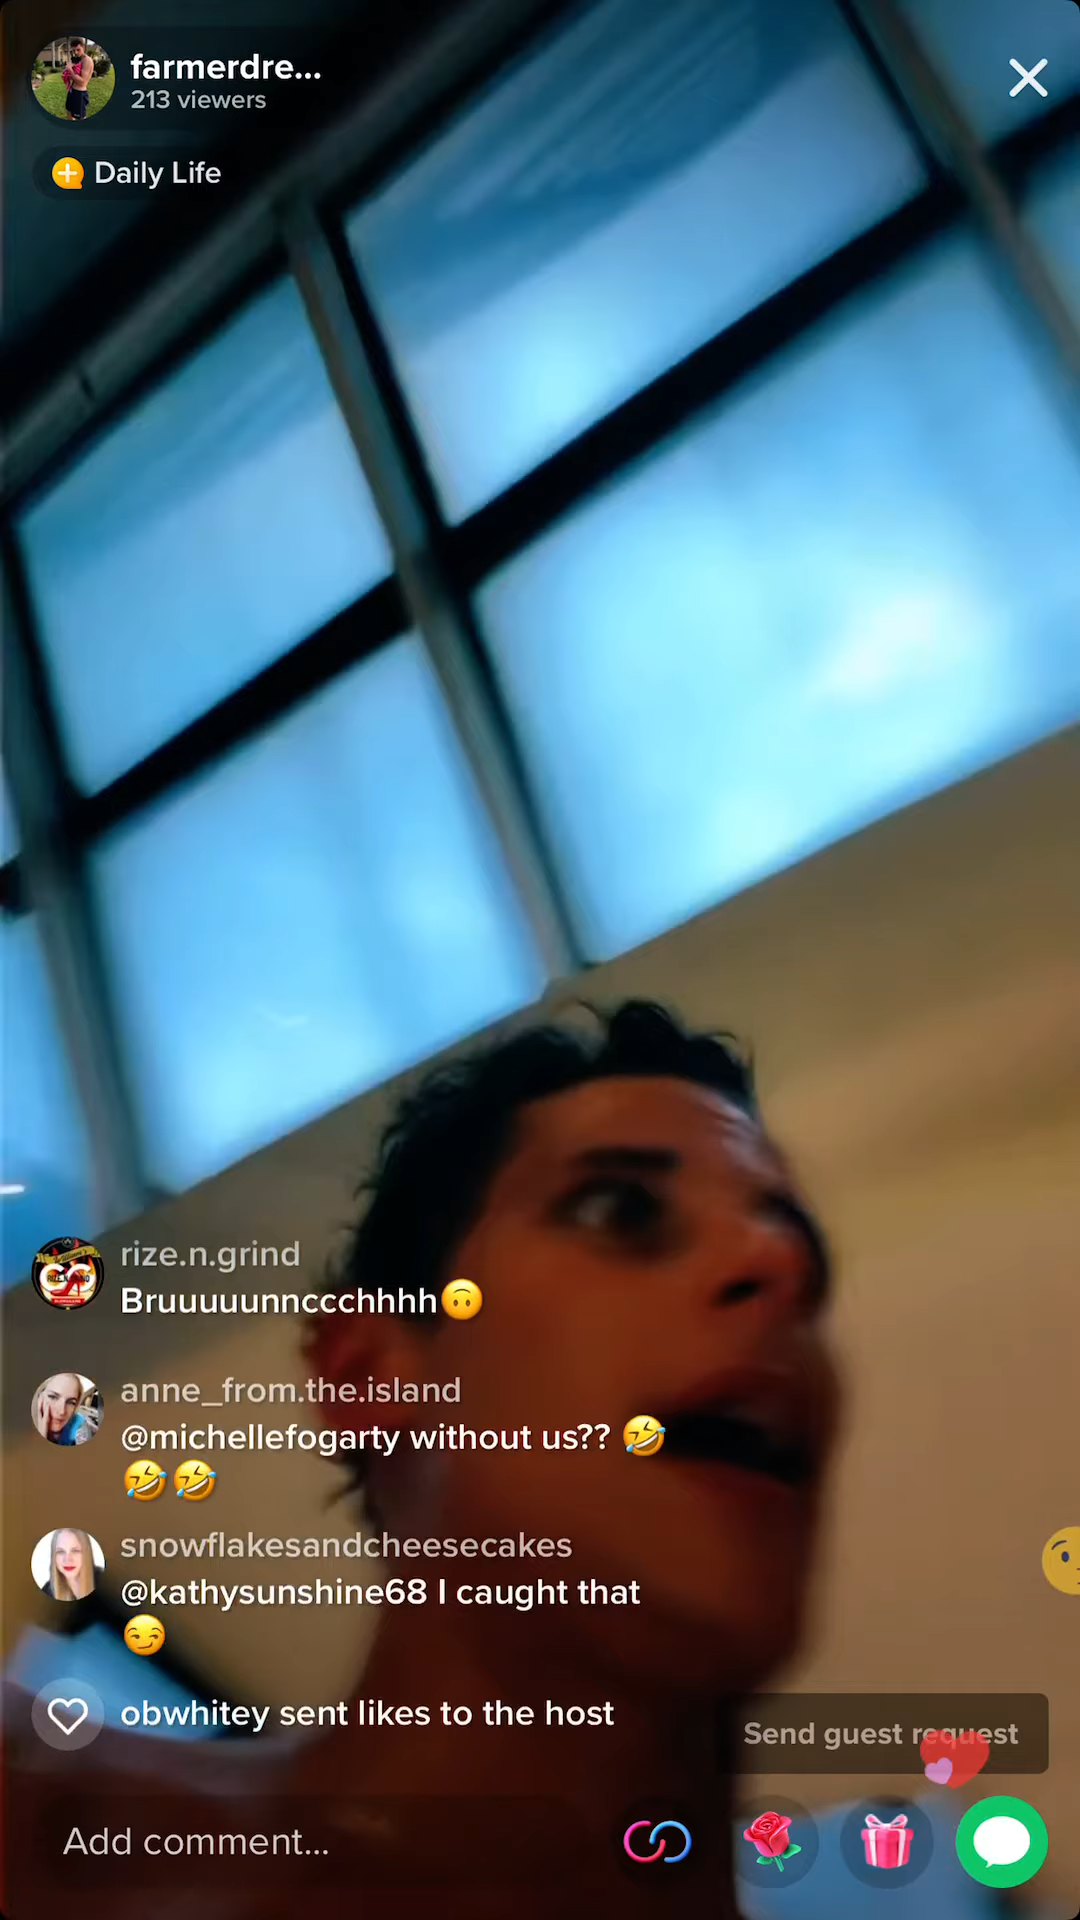 farmerdre...
213 viewers
Daily Life
rize.n.grind
Bruuuuunnccchhhh🙃
anne_from.the.island
@michellefogarty without us?? 🤣
🤣🤣
snowflakesandcheesecakes
@kathysunshine68 I caught that
😏
obwhitey sent likes to the host
Send guest request
Add comment...